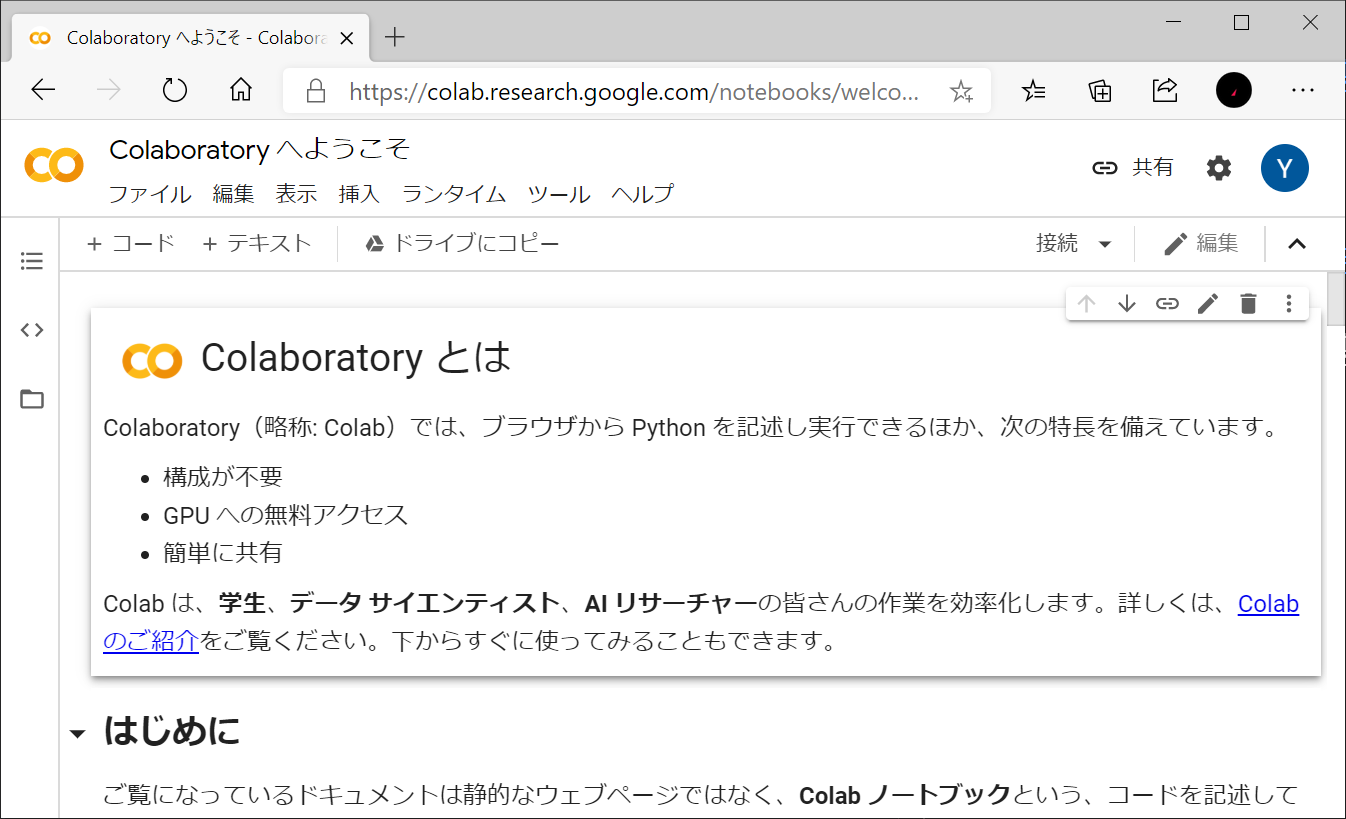 Colaboratory へようこそ - Colabora
https://colab.research.google.com/notebooks/welco...
Colaboratory へようこそ
共有
Y
ファイル 編集 表示 挿入 ランタイム ツール ヘルプ
+ コード + テキスト ドライブにコピー 接続 編集
Colaboratory とは
Colaboratory（略称: Colab）では、ブラウザから Python を記述し実行できるほか、次の特長を備えています。
• 構成が不要
• GPU への無料アクセス
• 簡単に共有
Colab は、学生、データ サイエンティスト、AI リサーチャーの皆さんの作業を効率化します。詳しくは、Colab
のご紹介をご覧ください。下からすぐに使ってみることもできます。
はじめに
ご覧になっているドキュメントは静的なウェブページではなく、Colab ノートブックという、コードを記述して